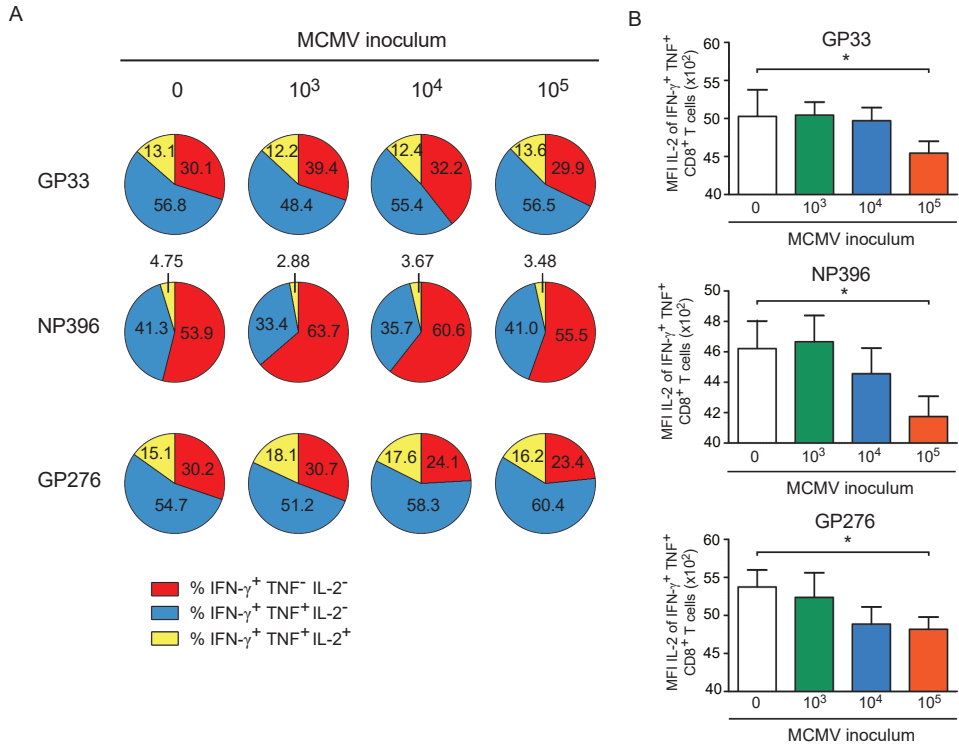 A
MCMV inoculum
0 10³ 10⁴ 10⁵
GP33
13.1 30.1 56.8
12.2 39.4 48.4
12.4 32.2 55.4
13.6 29.9 56.5
NP396
4.75 41.3 53.9
2.88 33.4 63.7
3.67 35.7 60.6
3.48 41.0 55.5
GP276
15.1 30.2 54.7
18.1 30.7 51.2
17.6 24.1 58.3
16.2 23.4 60.4
% IFN-γ⁺ TNF⁻ IL-2⁻
% IFN-γ⁺ TNF⁺ IL-2⁻
% IFN-γ⁺ TNF⁺ IL-2⁺
B
GP33
*
MFI IL-2 of IFN-γ⁺ TNF⁺
CD8⁺ T cells (x10²)
60
55
50
45
40
0 10³ 10⁴ 10⁵
MCMV inoculum
NP396
*
MFI IL-2 of IFN-γ⁺ TNF⁺
CD8⁺ T cells (x10²)
50
48
46
44
42
40
0 10³ 10⁴ 10⁵
MCMV inoculum
GP276
*
MFI IL-2 of IFN-γ⁺ TNF⁺
CD8⁺ T cells (x10²)
60
55
50
45
40
0 10³ 10⁴ 10⁵
MCMV inoculum